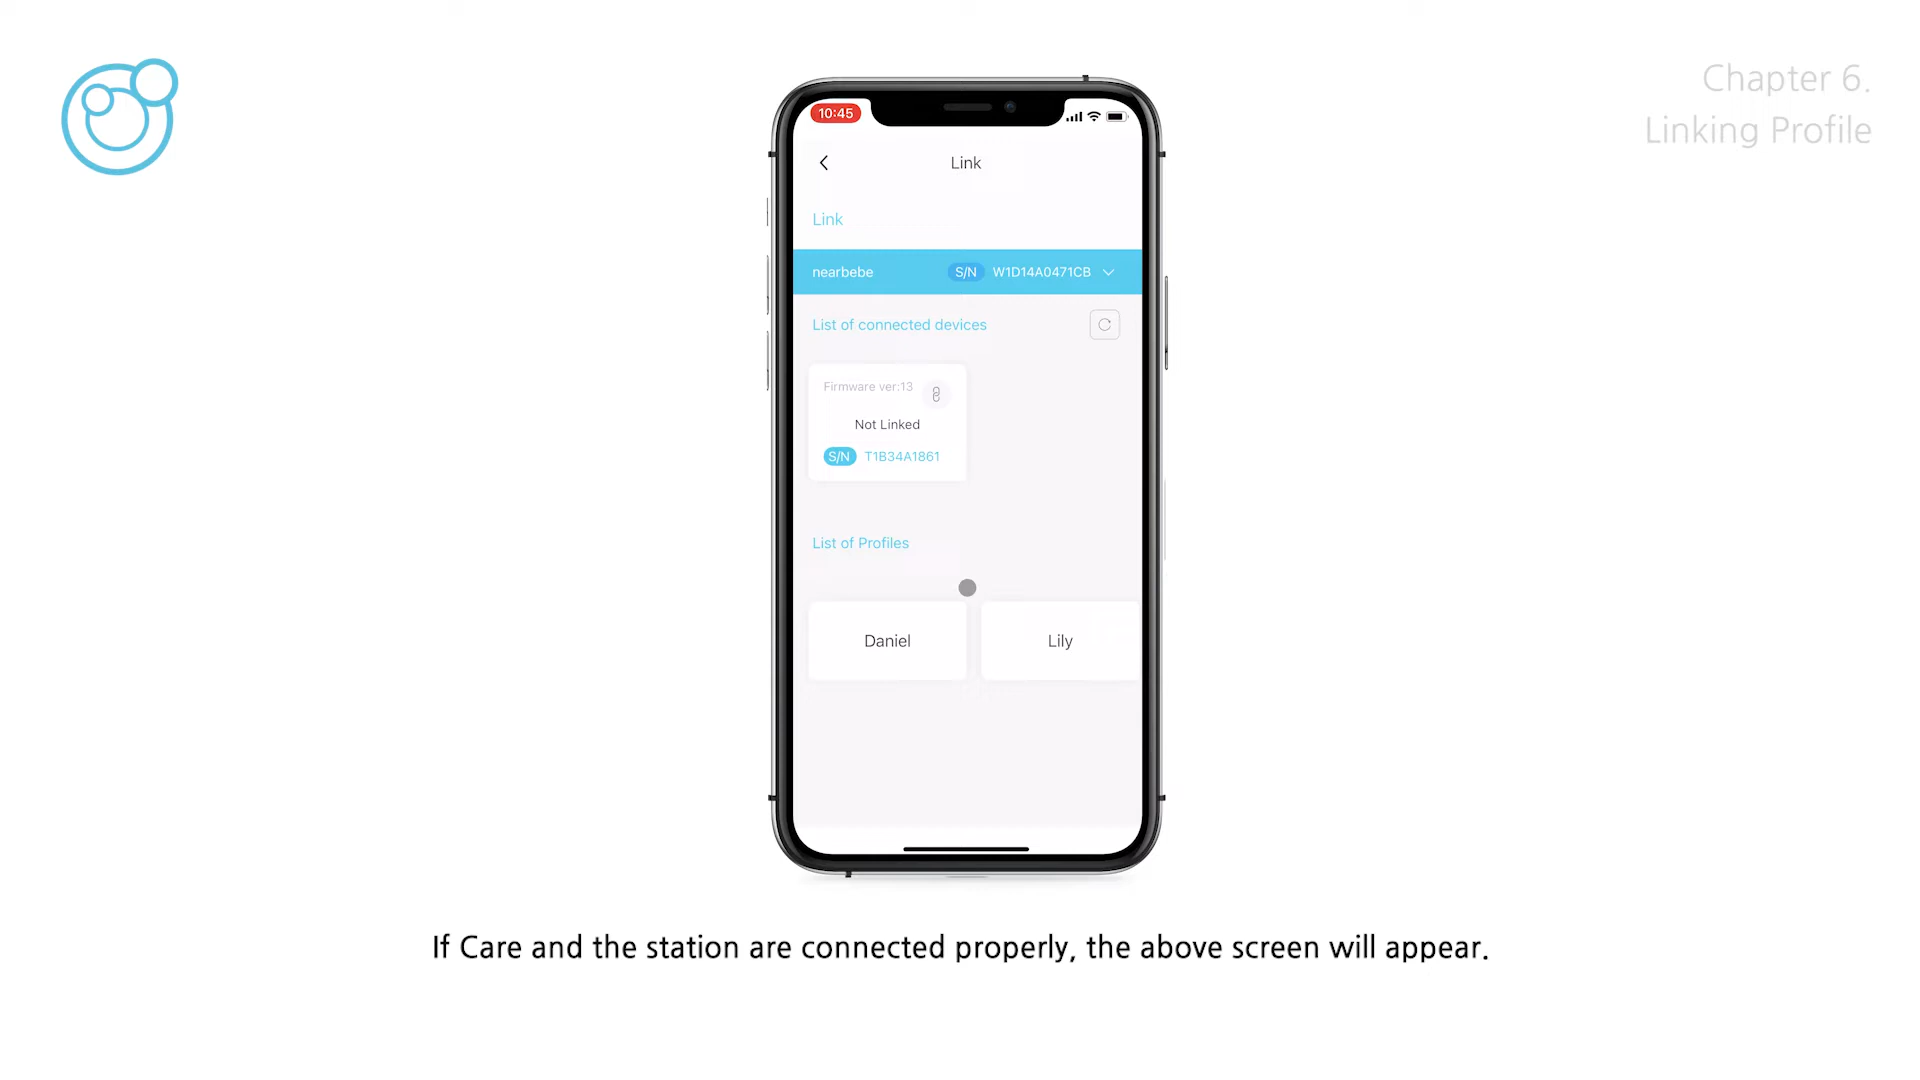 Chapter 6.
Linking Profile
10:45
Link
Link
nearbebe S/N W1D14A0471CB
List of connected devices
Firmware ver:13
Not Linked
S/N T1B34A1861
List of Profiles
Daniel Lily
If Care and the station are connected properly, the above screen will appear.